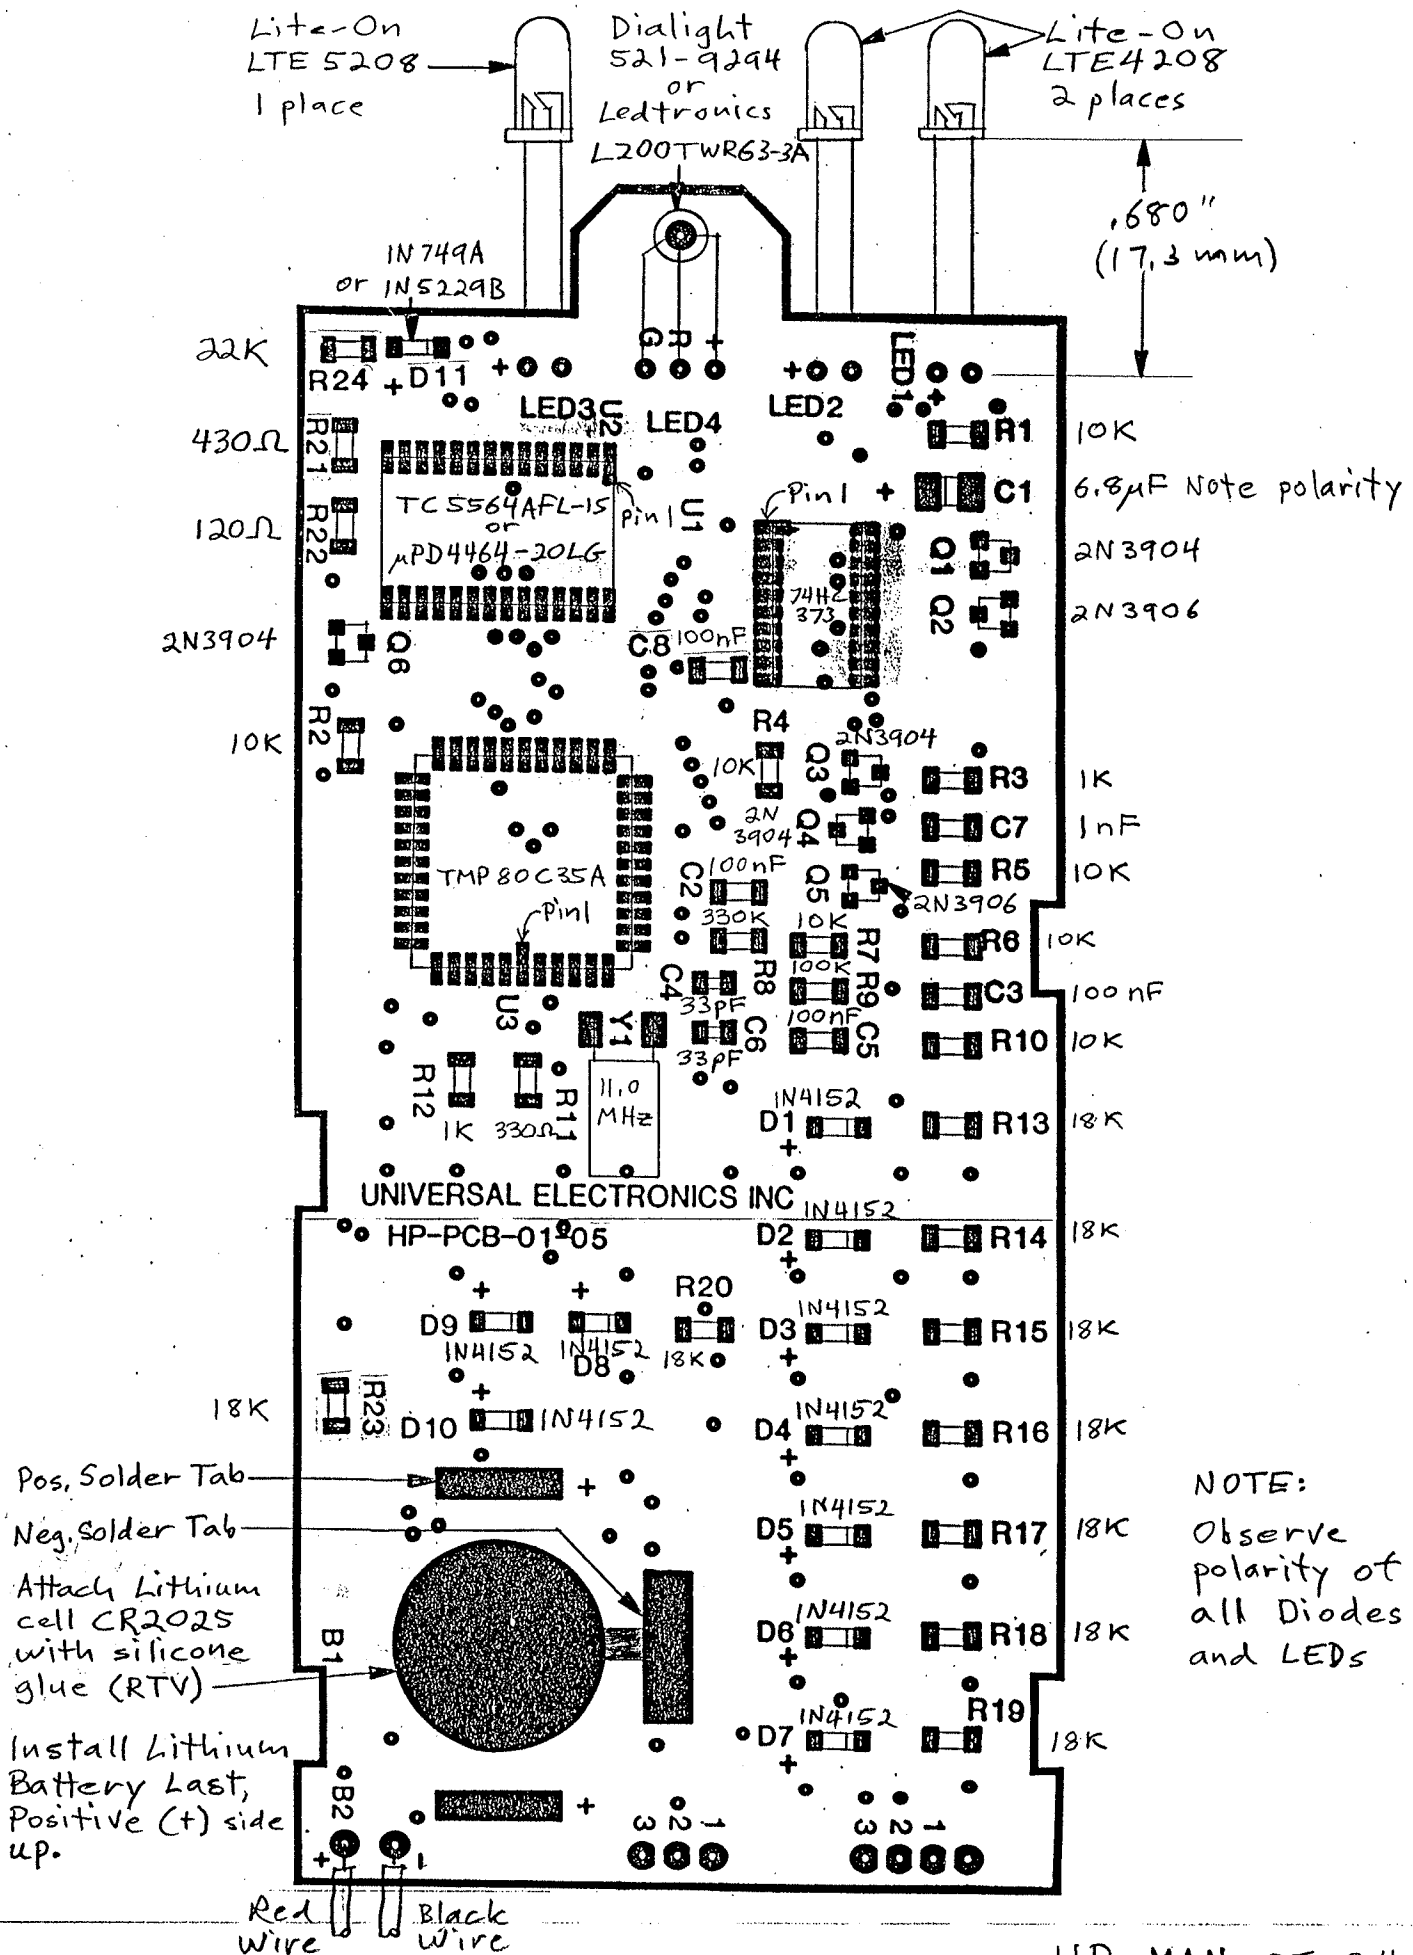 Lite-On
LTE 5208
1 place
Dialight
521-9294
or
Ledtronics
L200TWR63-3A
Lite-On
LTE4208
2 places
.680"
(17.3 mm)
1N749A
or 1N5229B
22K
R24
+ D11
+
LED3
G R +
LED4
+
LED2
LED1
+
430Ω
R21
U2
R1
10K
TC5564AFL-15
or
μPD4464-20LG
Pin1
U1
Pin1
+
C1
6.8μF Note polarity
120Ω
R22
74HC
373
Q1
2N3904
Q2
2N3906
2N3904
Q6
C8
100nF
10K
R2
R4
10K
Q3
2N3904
R3
1K
2N
3904
Q4
C7
1nF
TMP80C35A
Pin1
C2
100nF
Q5
2N3906
R5
10K
330K
R8
10K
R7
R6
10K
U3
C4
33pF
100K
R9
C3
100nF
Y1
33pF
C6
100nF
C5
R10
10K
R12
1K
330Ω
R11
11.0
MHz
1N4152
D1
+
R13
18K
UNIVERSAL ELECTRONICS INC
HP-PCB-01-05
1N4152
D2
+
R14
18K
+
D9
1N4152
+
1N4152
D8
R20
18K
1N4152
D3
+
R15
18K
18K
R23
+
D10
1N4152
1N4152
D4
+
R16
18K
Pos. Solder Tab
+
Neg. Solder Tab
1N4152
D5
+
R17
18K
NOTE:
Observe
polarity of
all Diodes
and LEDs
Attach Lithium
cell CR2025
with silicone
glue (RTV)
B1
1N4152
D6
+
R18
18K
1N4152
D7
+
R19
18K
Install Lithium
Battery Last,
Positive (+) side
up.
B2
+
3 2 1
3 2 1
+ -
Red
Wire
Black
Wire